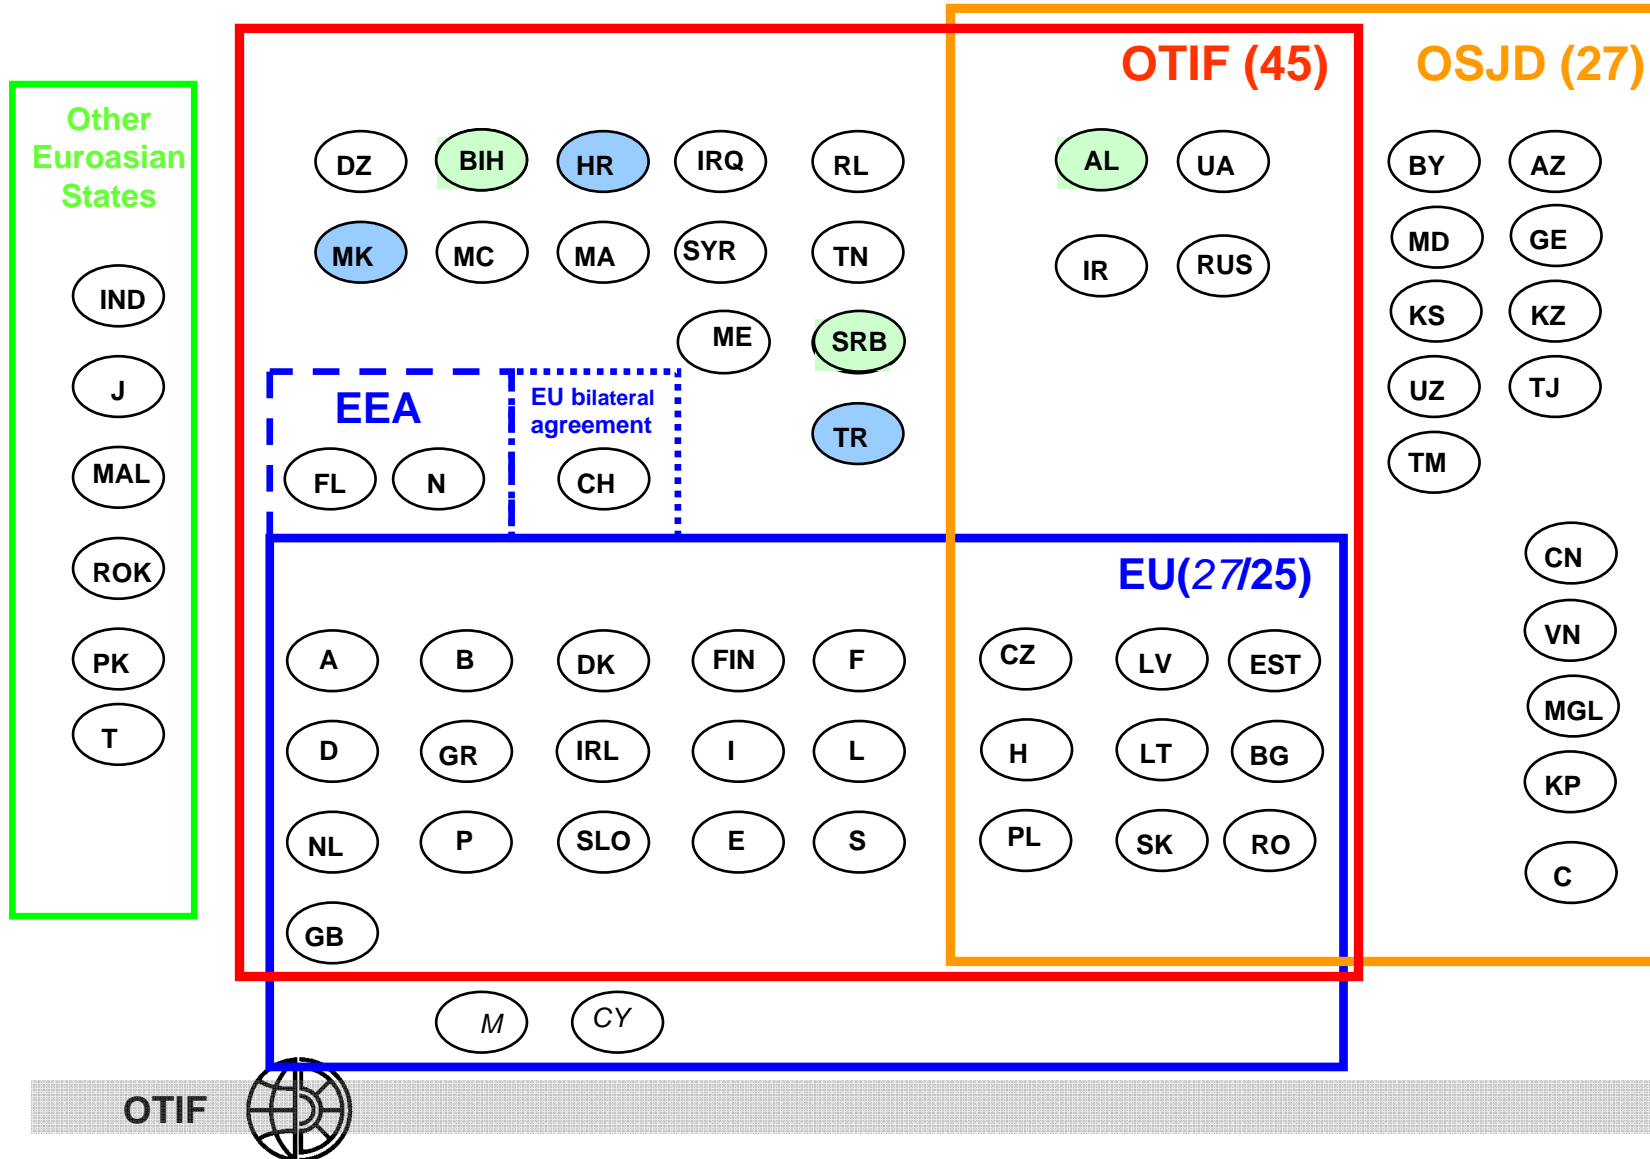 OTIF (45)
OSJD (27)
Other
Euroasian
States
IND
J
MAL
ROK
PK
T
DZ
BIH
HR
IRQ
RL
MK
MC
MA
SYR
TN
ME
SRB
TR
EEA
FL
N
EU bilateral
agreement
CH
AL
UA
IR
RUS
BY
AZ
MD
GE
KS
KZ
UZ
TJ
TM
CN
VN
MGL
KP
C
EU(27/25)
A
B
DK
FIN
F
D
GR
IRL
I
L
NL
P
SLO
E
S
GB
CZ
LV
EST
H
LT
BG
PL
SK
RO
M
CY
OTIF